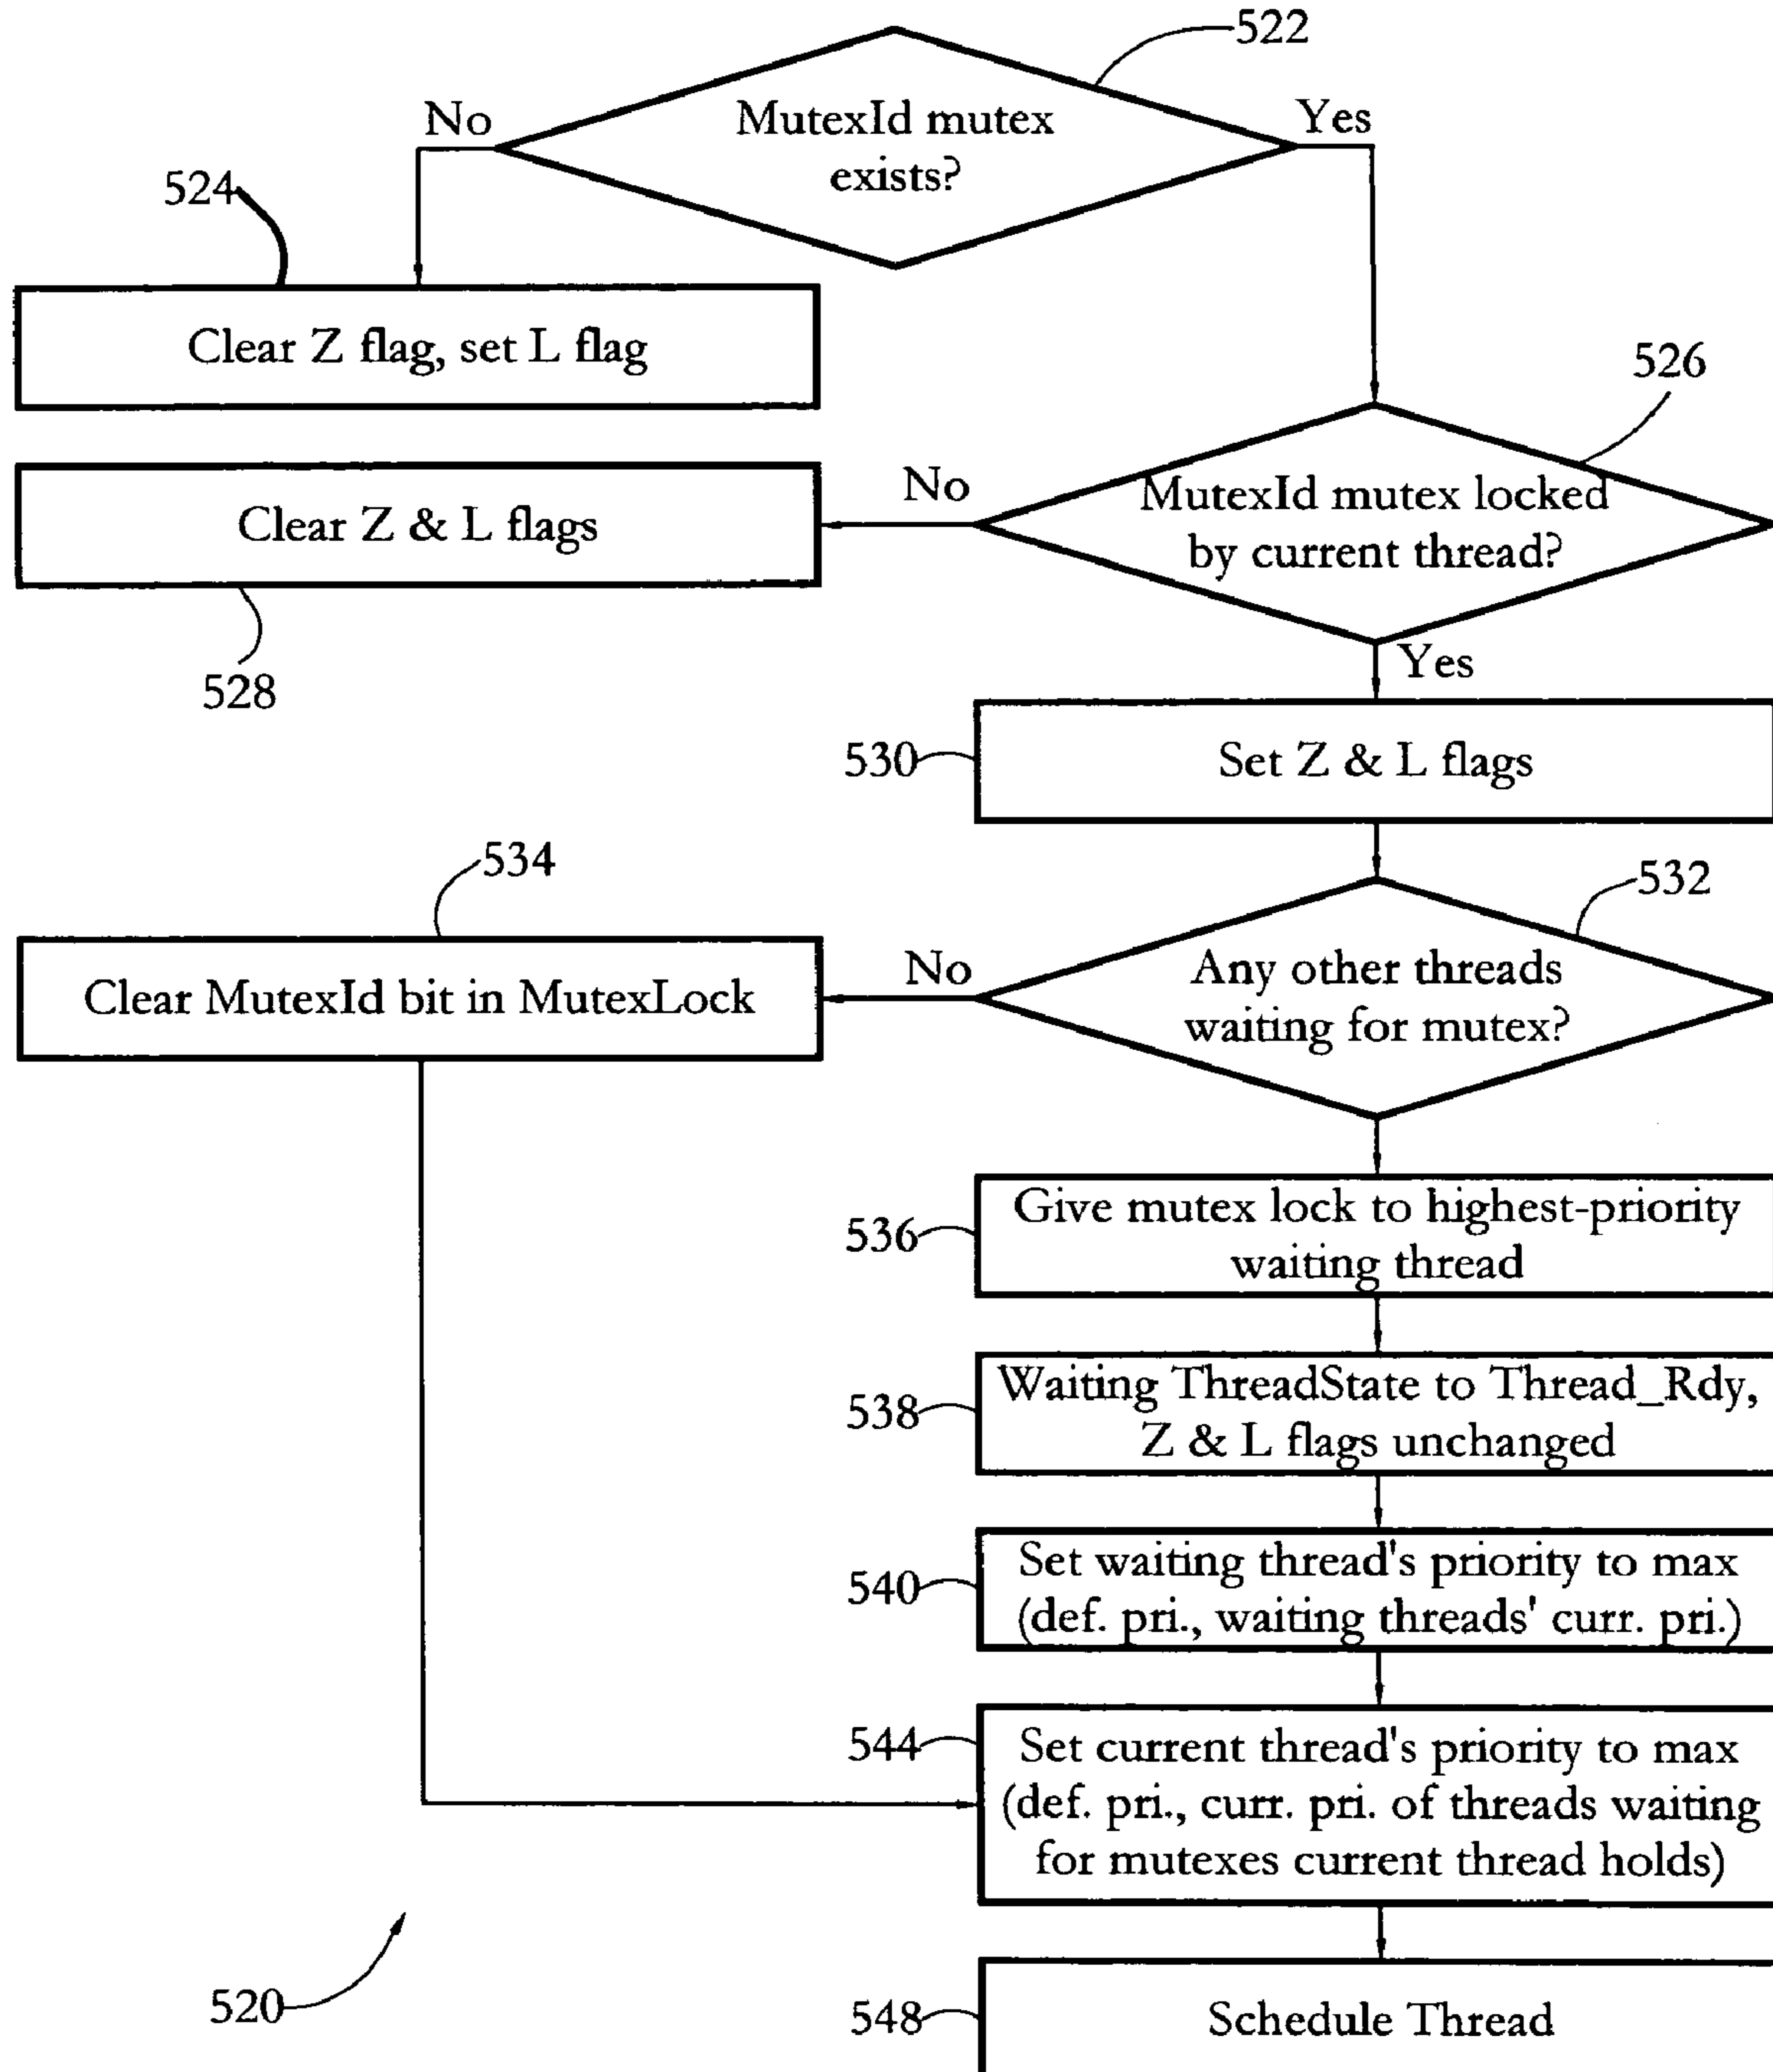 522
MutexId mutex
exists?
No
Yes
524
Clear Z flag, set L flag
526
MutexId mutex locked
by current thread?
No
Clear Z & L flags
528
Yes
530
Set Z & L flags
534
532
Any other threads
waiting for mutex?
No
Clear MutexId bit in MutexLock
536
Give mutex lock to highest-priority
waiting thread
538
Waiting ThreadState to Thread_Rdy,
Z & L flags unchanged
540
Set waiting thread's priority to max
(def. pri., waiting threads' curr. pri.)
544
Set current thread's priority to max
(def. pri., curr. pri. of threads waiting
for mutexes current thread holds)
520
548
Schedule Thread